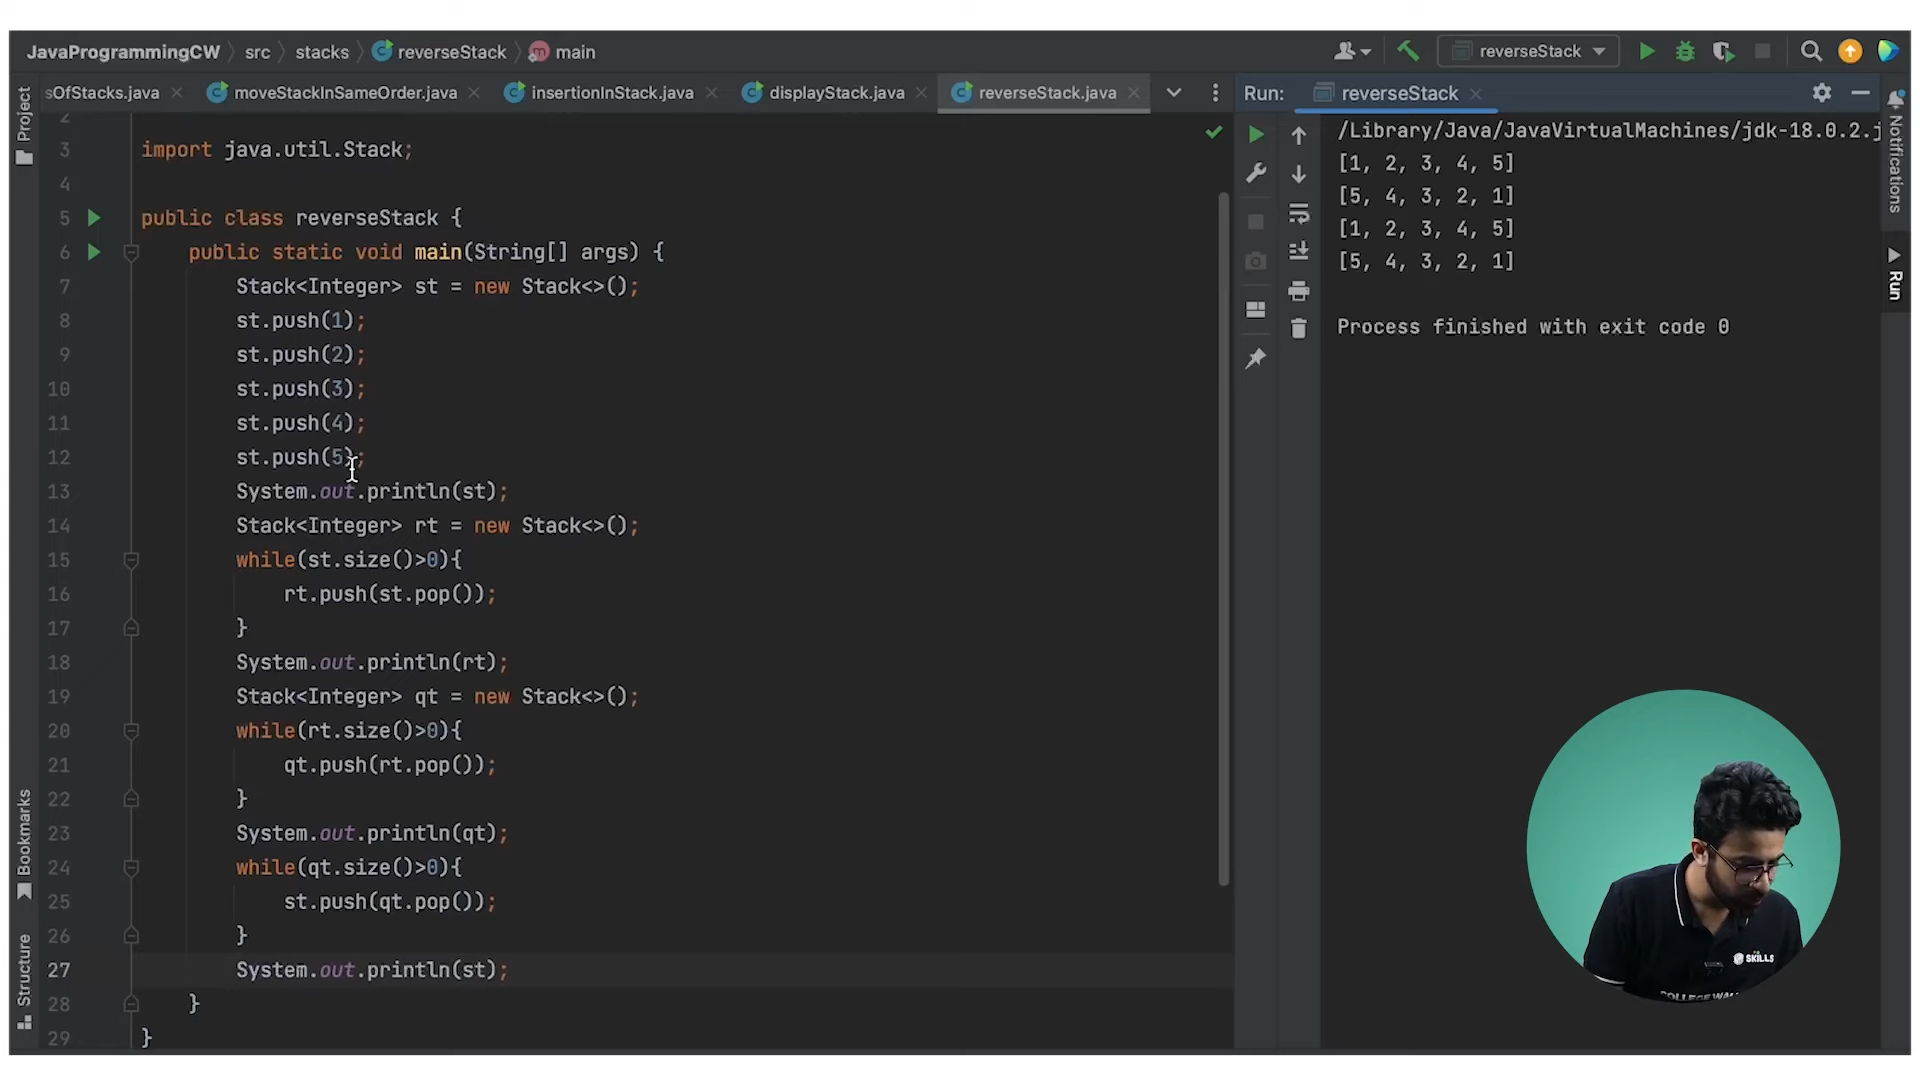 JavaProgrammingCW src stacks reverseStack main
reverseStack
sOfStacks.java moveStackInSameOrder.java insertionInStack.java displayStack.java reverseStack.java
Run: reverseStack
Project
Bookmarks
Structure
Notifications
Run
2
3 import java.util.Stack;
4
5 public class reverseStack {
6 public static void main(String[] args) {
7 Stack<Integer> st = new Stack<>();
8 st.push(1);
9 st.push(2);
10 st.push(3);
11 st.push(4);
12 st.push(5);
13 System.out.println(st);
14 Stack<Integer> rt = new Stack<>();
15 while(st.size()>0){
16 rt.push(st.pop());
17 }
18 System.out.println(rt);
19 Stack<Integer> qt = new Stack<>();
20 while(rt.size()>0){
21 qt.push(rt.pop());
22 }
23 System.out.println(qt);
24 while(qt.size()>0){
25 st.push(qt.pop());
26 }
27 System.out.println(st);
28 }
29 }
/Library/Java/JavaVirtualMachines/jdk-18.0.2.j
[1, 2, 3, 4, 5]
[5, 4, 3, 2, 1]
[1, 2, 3, 4, 5]
[5, 4, 3, 2, 1]
Process finished with exit code 0
SKILLS
COLLEGE